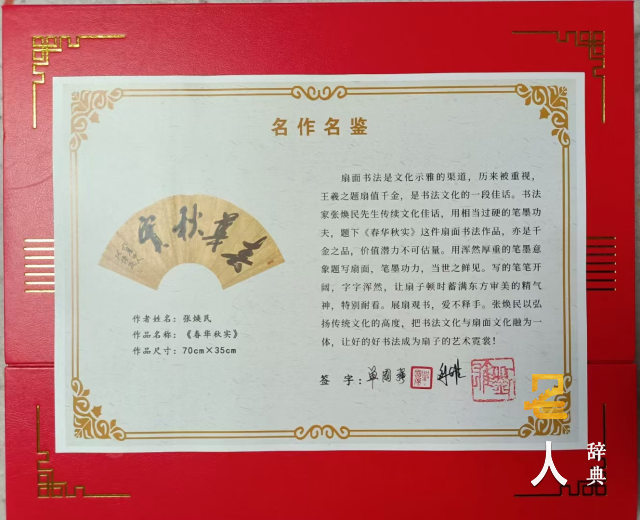 名作名鉴
春華秋實
作者姓名：张焕民
作品名称：《春华秋实》
作品尺寸：70cm×35cm
扇面书法是文化示雅的渠道，历来被重视，
王羲之题扇值千金，是书法文化的一段佳话。书法
家张焕民先生传续文化佳话，用相当过硬的笔墨功
夫，题下《春华秋实》这件扇面书法作品，亦是千
金之品，价值潜力不可估量。用浑然厚重的笔墨意
象题写扇面，笔墨功力，当世之鲜见。写的笔笔开
阔，字字浑然，让扇子顿时蓄满东方审美的精气
神，特别耐看。展扇观书，爱不释手。张焕民以弘
扬传统文化的高度，把书法文化与扇面文化融为一
体，让好的好书法成为扇子的艺术霓裳！
签 字：
名
人
辞典